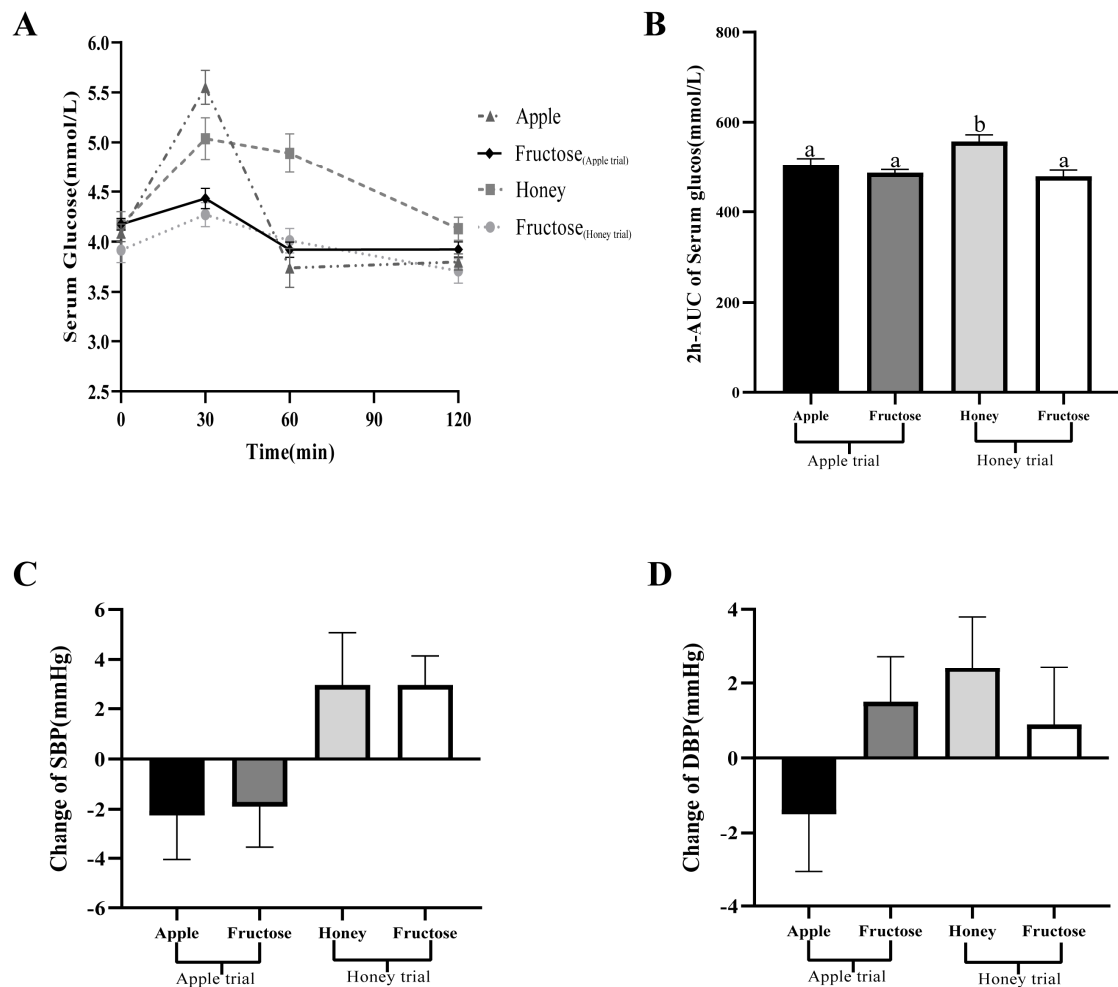 A
Serum Glucose(mmol/L)
6.0
5.5
5.0
4.5
4.0
3.5
3.0
2.5
0
30
60
90
120
Time(min)
Apple
Fructose(Apple trial)
Honey
Fructose(Honey trial)
B
2h-AUC of Serum glucos(mmol/L)
800
600
400
200
0
a
a
b
a
Apple
Fructose
Honey
Fructose
Apple trial
Honey trial
C
Change of SBP(mmHg)
6
4
2
0
-2
-4
-6
Apple
Fructose
Honey
Fructose
Apple trial
Honey trial
D
Change of DBP(mmHg)
4
2
0
-2
-4
Apple
Fructose
Honey
Fructose
Apple trial
Honey trial